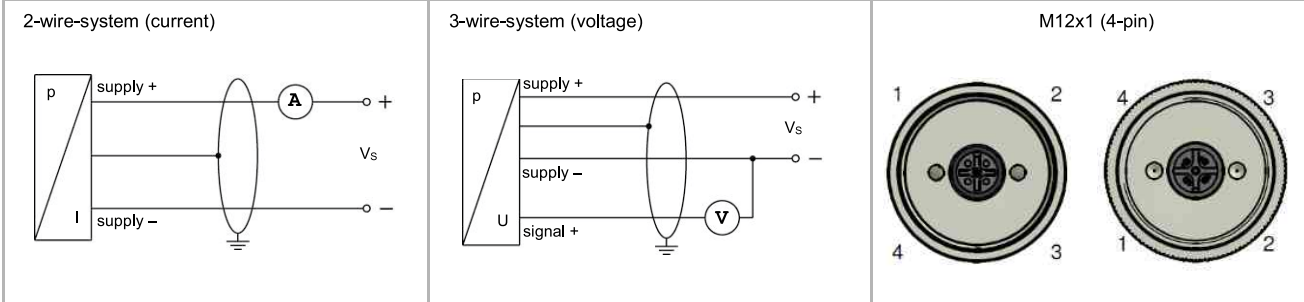 2-wire-system (current)
p
supply +
A
+
VS
I
supply –
–
3-wire-system (voltage)
p
supply +
+
VS
–
supply –
U
V
signal +
M12x1 (4-pin)
1 2
4 3
4 3
1 2